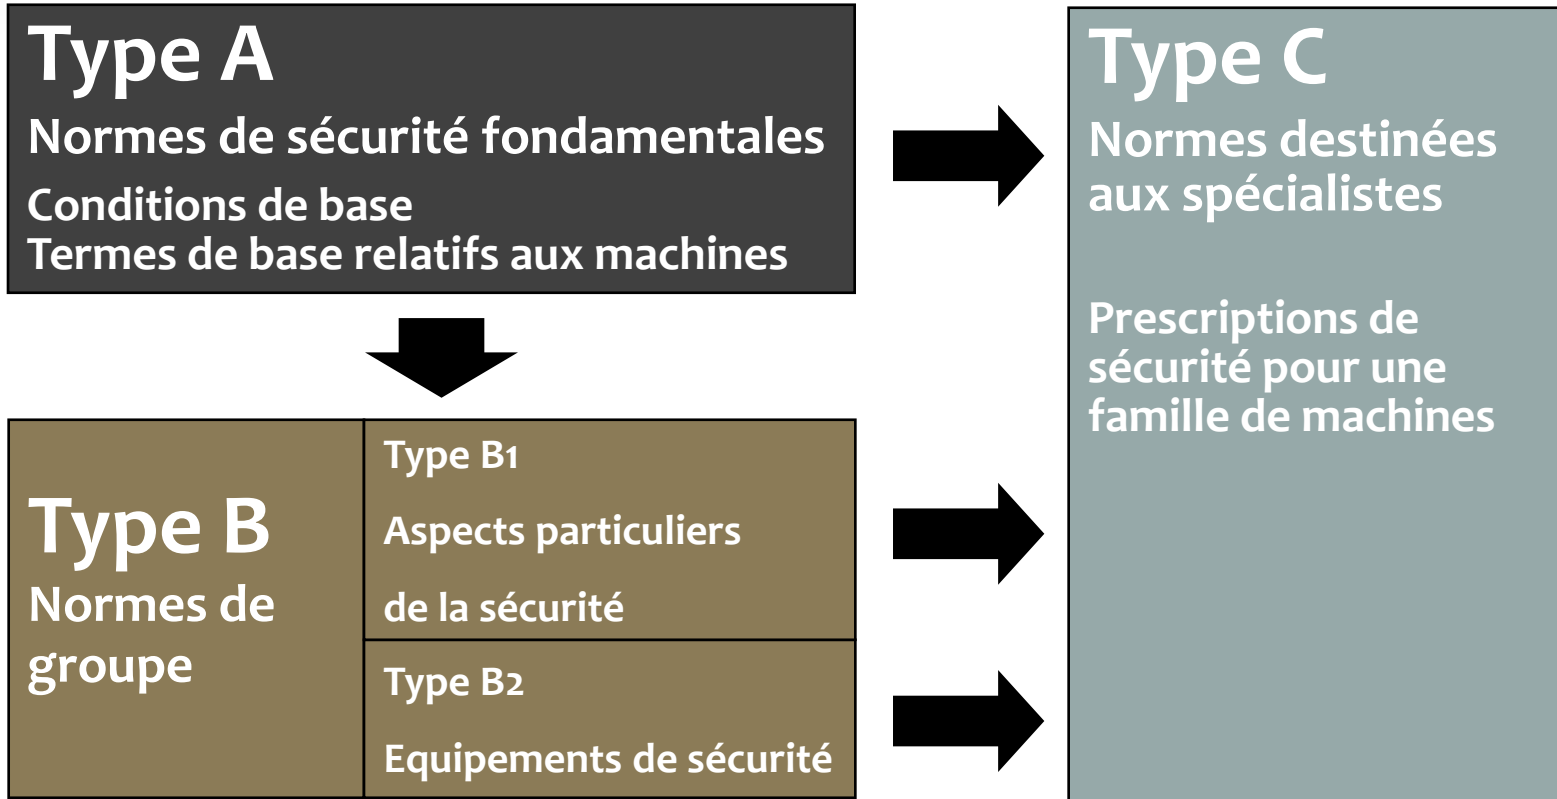 Type A
Normes de sécurité fondamentales
Conditions de base
Termes de base relatifs aux machines
Type B
Normes de
groupe
Type B1
Aspects particuliers
de la sécurité
Type B2
Equipements de sécurité
Type C
Normes destinées
aux spécialistes
Prescriptions de
sécurité pour une
famille de machines